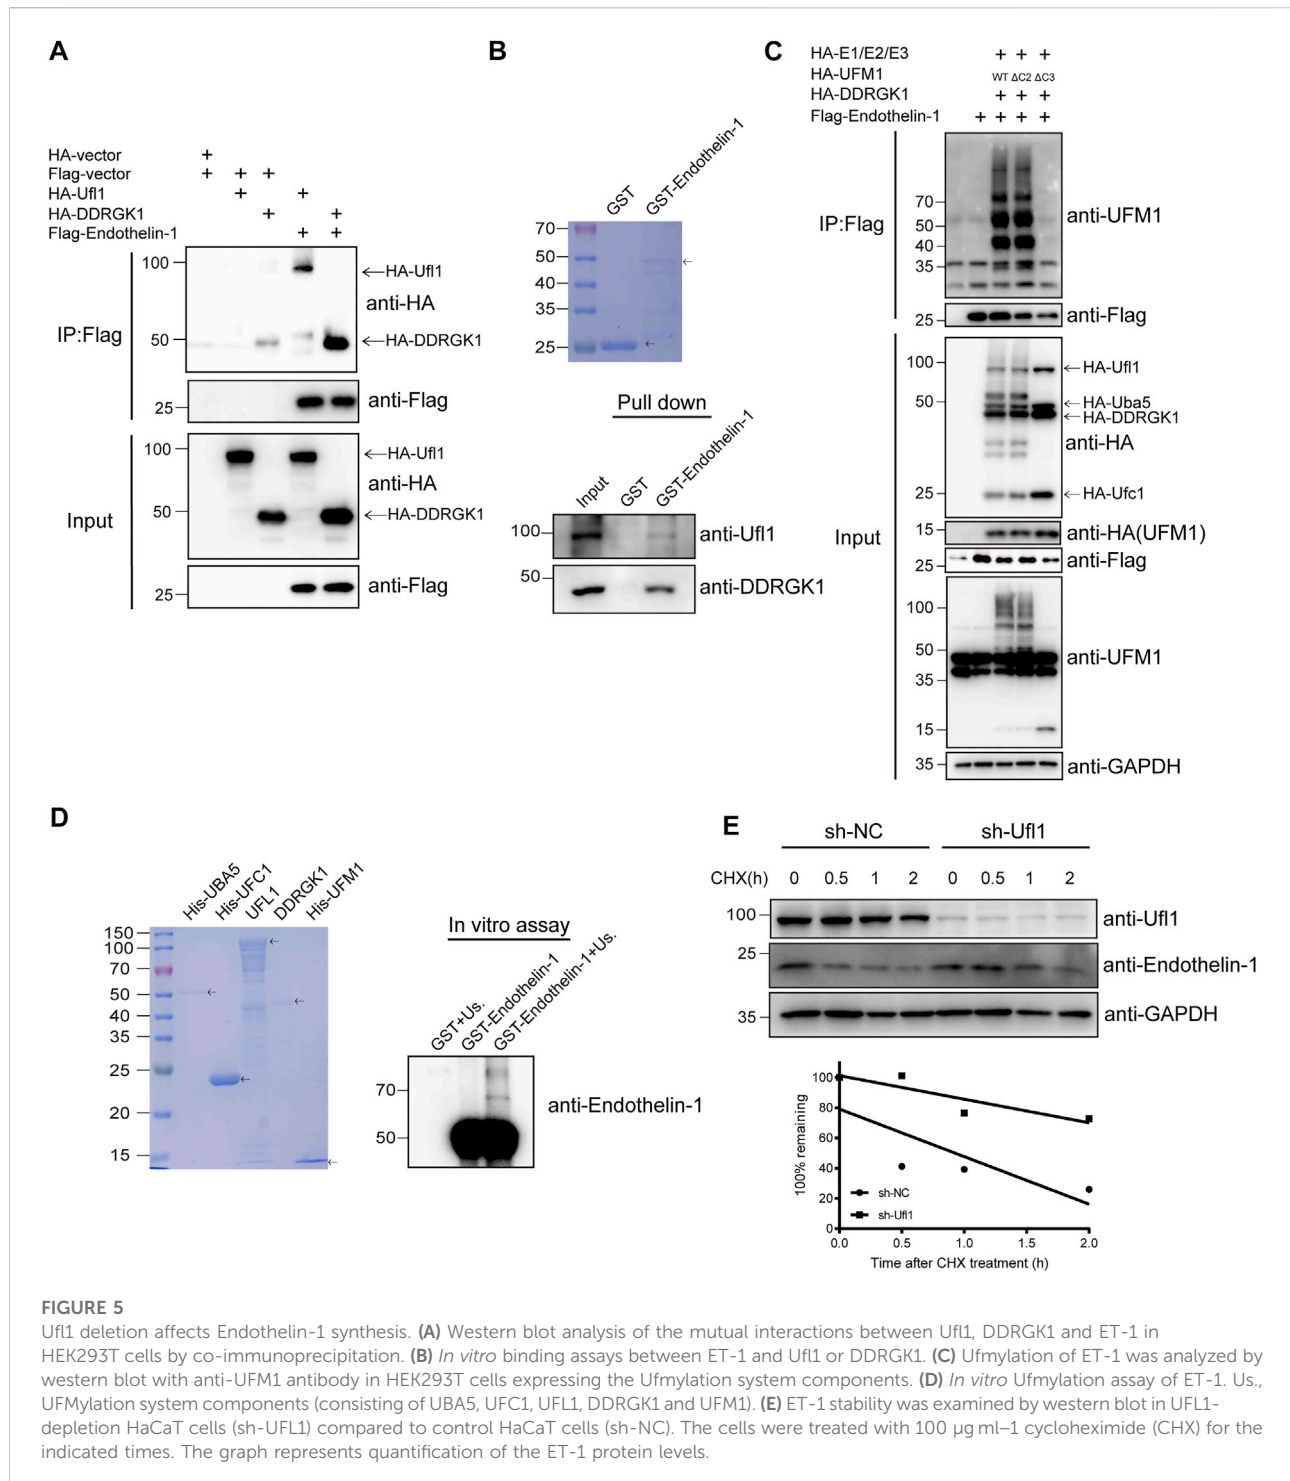 A
HA-vector +
Flag-vector + + +
HA-Ufl1 + +
HA-DDRGK1 + +
Flag-Endothelin-1 + +
IP:Flag
100
←HA-Ufl1
anti-HA
50
←HA-DDRGK1
25
anti-Flag
Input
100
←HA-Ufl1
anti-HA
50
←HA-DDRGK1
25
anti-Flag
B
GST
GST-Endothelin-1
70
50
40
35
25
Pull down
Input
GST
GST-Endothelin-1
100
anti-Ufl1
50
anti-DDRGK1
C
HA-E1/E2/E3 + + +
HA-UFM1 WT ΔC2 ΔC3
HA-DDRGK1 + + +
Flag-Endothelin-1 + + + +
IP:Flag
70
50
40
35
anti-UFM1
25
anti-Flag
Input
100
←HA-Ufl1
50
←HA-Uba5
←HA-DDRGK1
anti-HA
25
←HA-Ufc1
15
anti-HA(UFM1)
25
anti-Flag
100
50
anti-UFM1
35
15
35
anti-GAPDH
D
His-UBA5
His-UFC1
UFL1
DDRGK1
His-UFM1
150
100
70
50
40
35
25
20
15
In vitro assay
GST+Us.
GST-Endothelin-1
GST-Endothelin-1+Us.
70
50
anti-Endothelin-1
E
sh-NC sh-Ufl1
CHX(h) 0 0.5 1 2 0 0.5 1 2
100
anti-Ufl1
25
anti-Endothelin-1
35
anti-GAPDH
100% remaining
100
80
60
40
20
0
sh-NC
sh-Ufl1
0.0 0.5 1.0 1.5 2.0
Time after CHX treatment (h)
FIGURE 5
Ufl1 deletion affects Endothelin-1 synthesis. (A) Western blot analysis of the mutual interactions between Ufl1, DDRGK1 and ET-1 in
HEK293T cells by co-immunoprecipitation. (B) In vitro binding assays between ET-1 and Ufl1 or DDRGK1. (C) Ufmylation of ET-1 was analyzed by
western blot with anti-UFM1 antibody in HEK293T cells expressing the Ufmylation system components. (D) In vitro Ufmylation assay of ET-1. Us.,
UFMylation system components (consisting of UBA5, UFC1, UFL1, DDRGK1 and UFM1). (E) ET-1 stability was examined by western blot in UFL1-
depletion HaCaT cells (sh-UFL1) compared to control HaCaT cells (sh-NC). The cells were treated with 100 μg ml–1 cycloheximide (CHX) for the
indicated times. The graph represents quantification of the ET-1 protein levels.